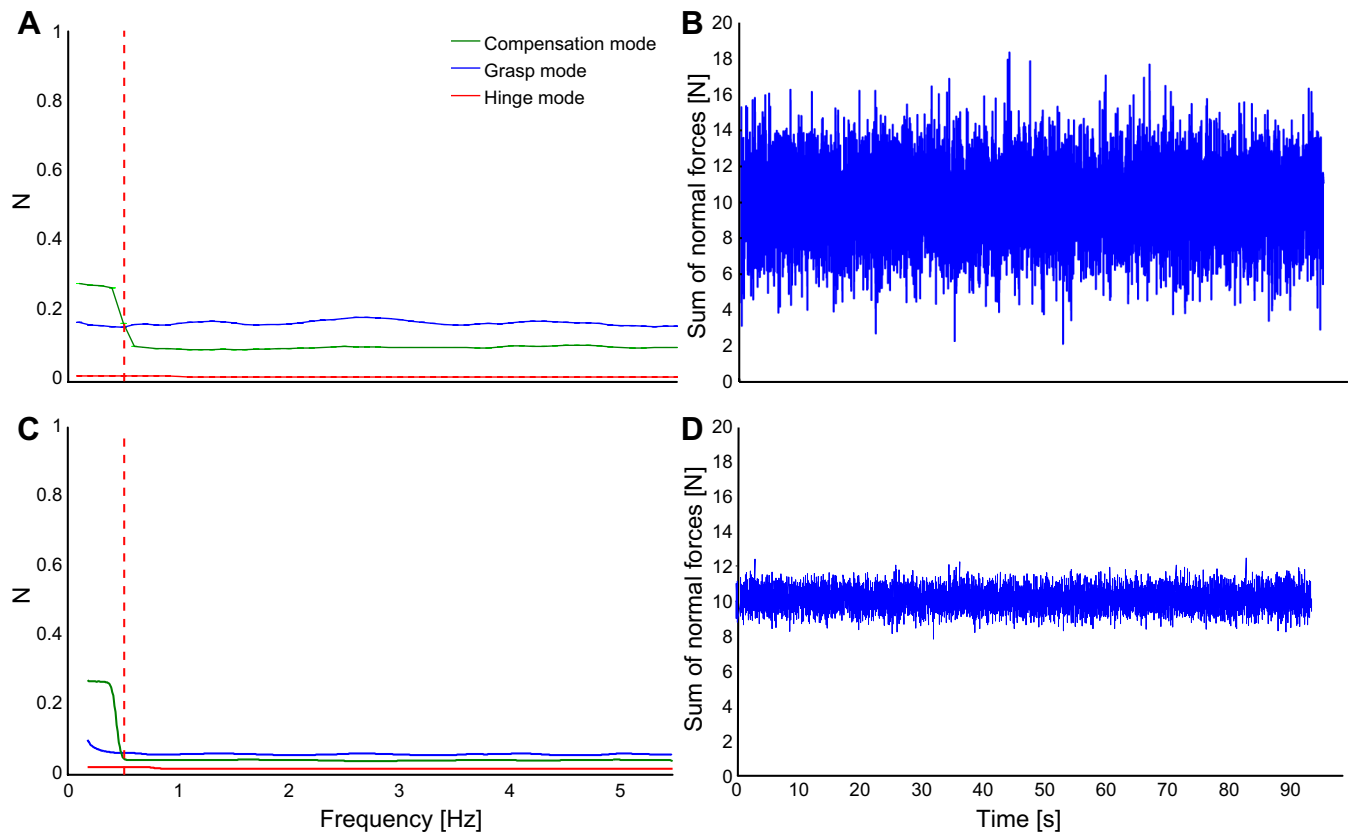 A
1
0.8
0.6
0.4
0.2
0
N
Compensation mode
Grasp mode
Hinge mode
B
20
18
16
14
12
10
8
6
4
2
0
Sum of normal forces [N]
C
1
0.8
0.6
0.4
0.2
0
N
0 1 2 3 4 5
Frequency [Hz]
D
20
18
16
14
12
10
8
6
4
2
0
Sum of normal forces [N]
0 10 20 30 40 50 60 70 80 90
Time [s]